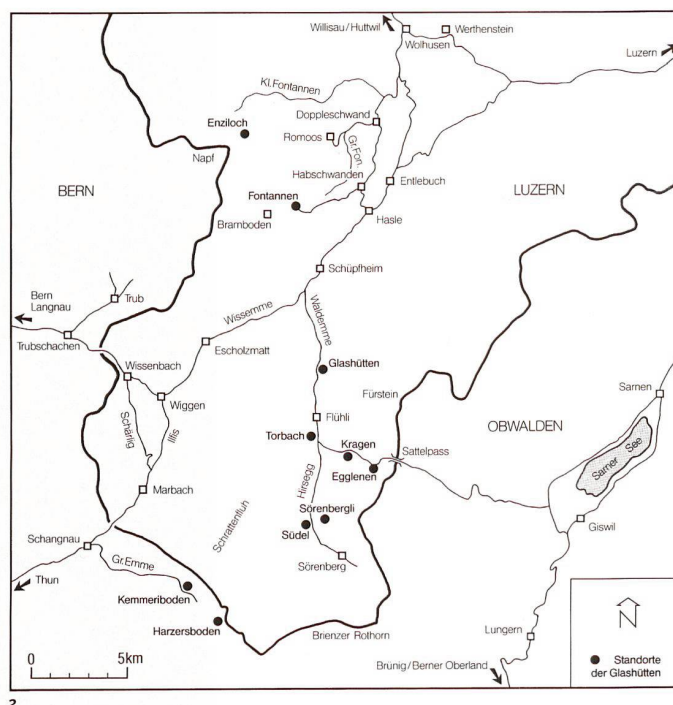 Willisau/Huttwil
Werthenstein
Wolhusen
Luzern
Kl.Fontannen
Doppleschwand
Enziloch
Romoos
Gr.Fon.
Napf
Habschwanden
Entlebuch
BERN
LUZERN
Fontannen
Bramboden
Hasle
Schüpfheim
Bern
Langnau
Trub
Wissemme
Waldemme
Trubschachen
Escholzmatt
Wissenbach
Glashütten
Fürstein
Sarnen
Wiggen
Schärlig
Ilfis
Flühli
OBWALDEN
Torbach
Kragen
Sattelpass
Sarner See
Egglenen
Hirsegg
Marbach
Schrattenfluh
Sörenbergli
Giswil
Südel
Schangnau
Sörenberg
Gr.Emme
Thun
Kemmeriboden
N
Harzersboden
Lungern
Brienzer Rothorn
Standorte
der Glashütten
0 5km
Brünig/Berner Oberland
3